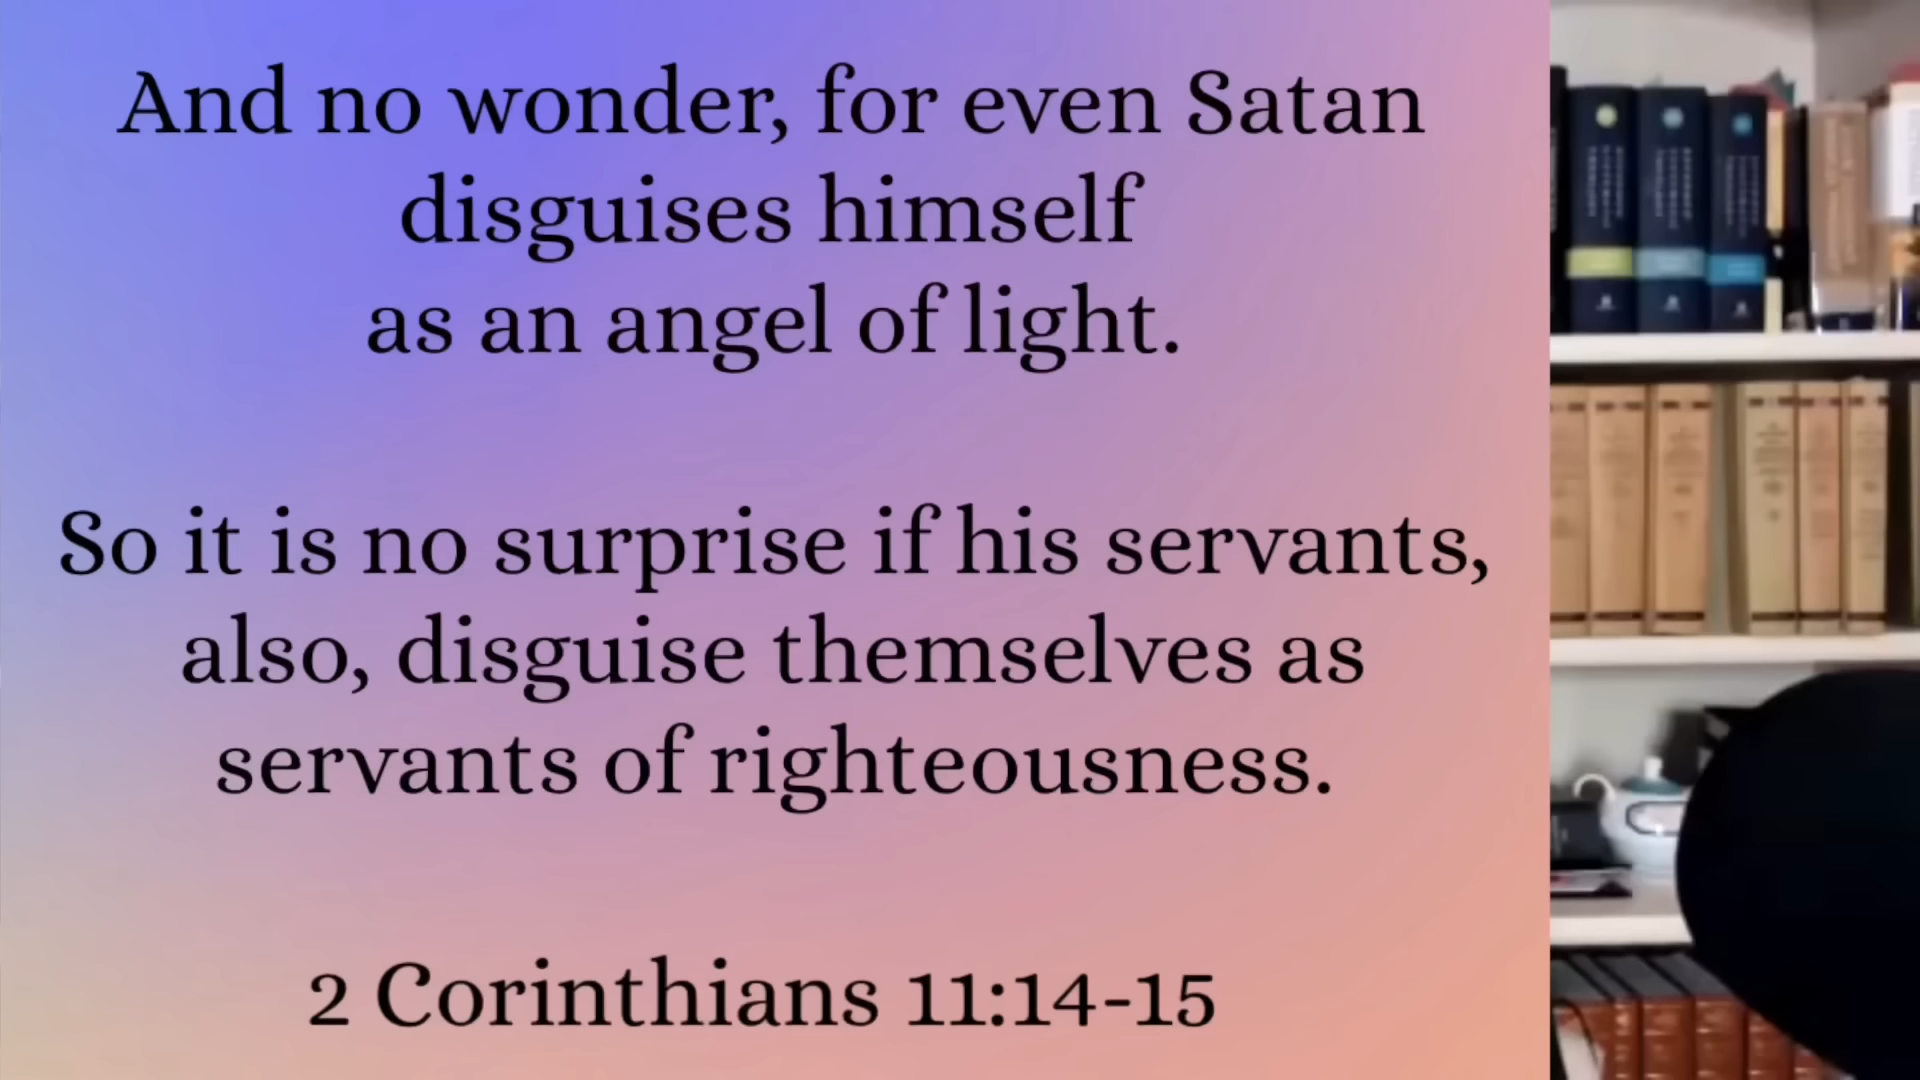 And no wonder, for even Satan
disguises himself
as an angel of light.
So it is no surprise if his servants,
also, disguise themselves as
servants of righteousness.
2 Corinthians 11:14-15